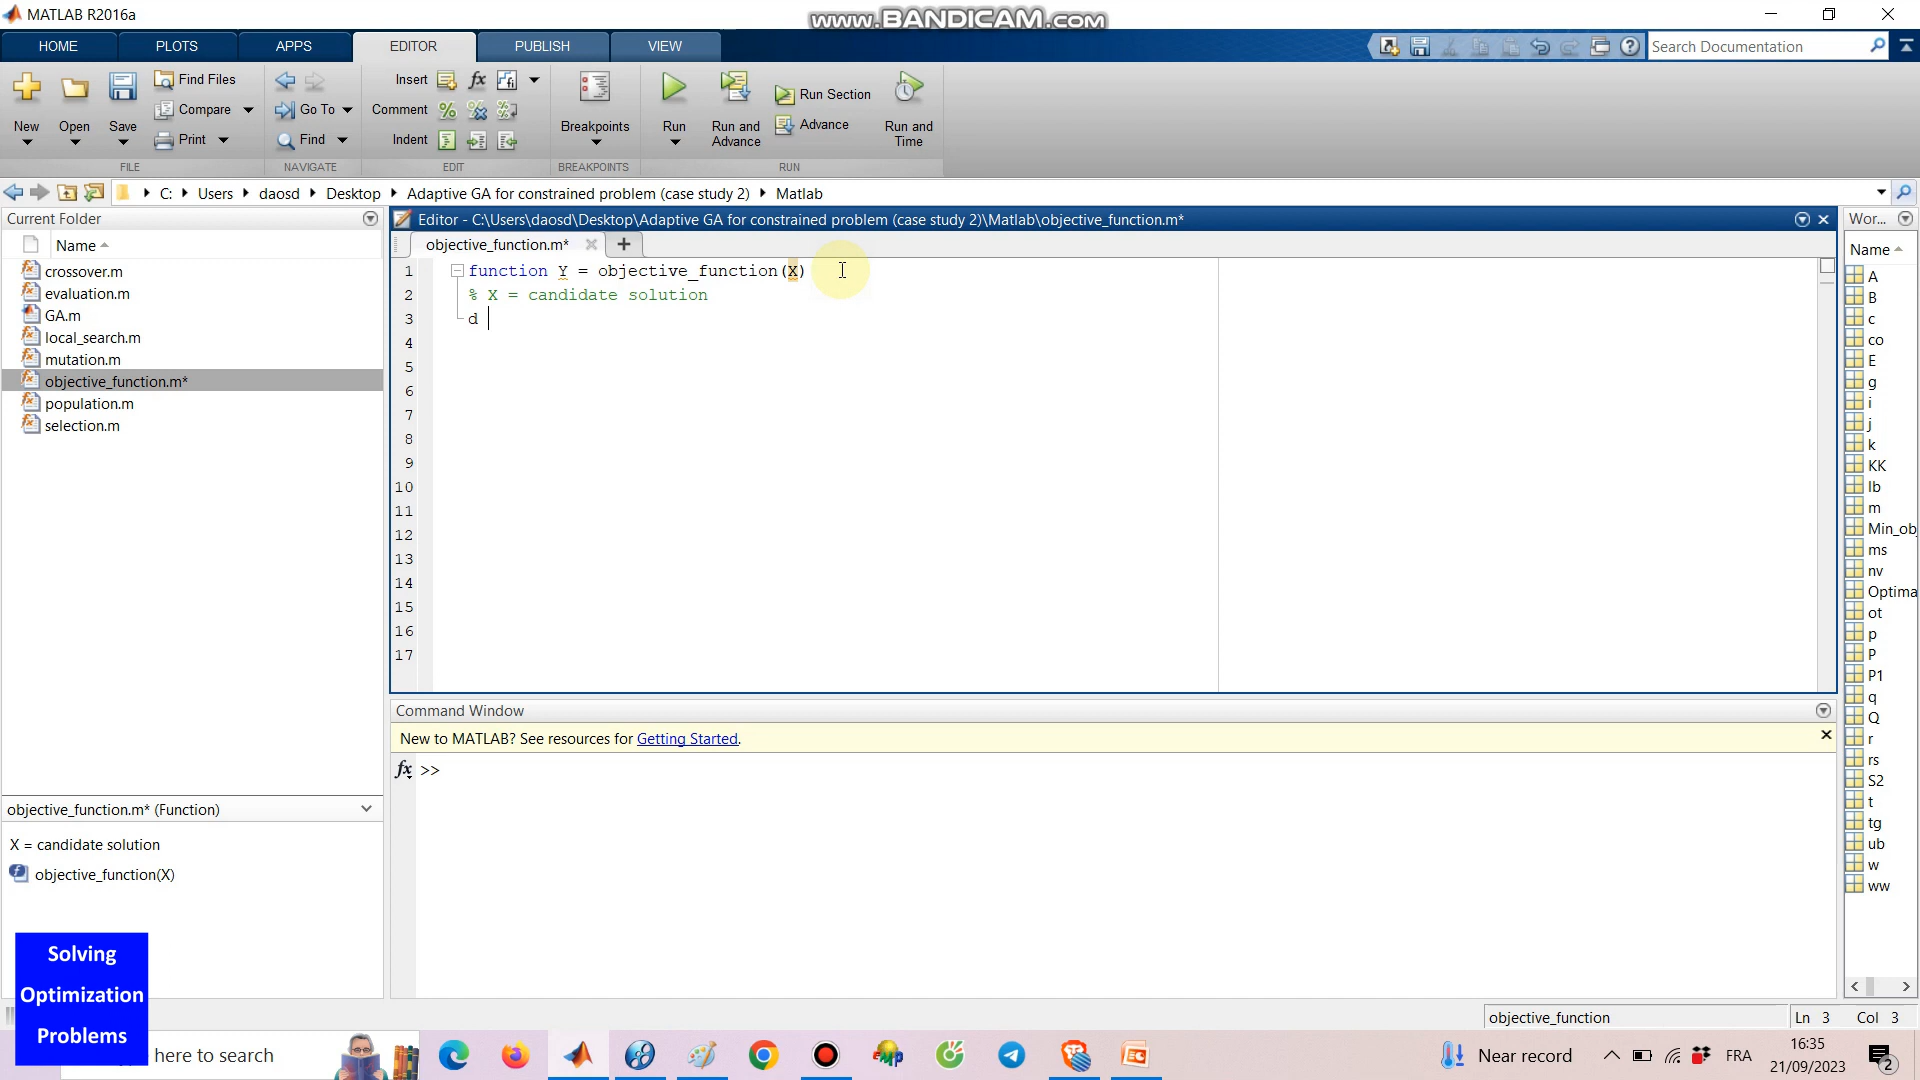 MATLAB R2016a
www.BANDICAM.com
HOME PLOTS APPS EDITOR PUBLISH VIEW
Search Documentation
New Open Save
Find Files
Compare
Print
Go To
Find
Insert
Comment
Indent
Breakpoints
Run
Run and Advance
Run Section
Advance
Run and Time
FILE NAVIGATE EDIT BREAKPOINTS RUN
C: Users daosd Desktop Adaptive GA for constrained problem (case study 2) Matlab
Current Folder
Name
crossover.m
evaluation.m
GA.m
local_search.m
mutation.m
objective_function.m*
population.m
selection.m
objective_function.m* (Function)
X = candidate solution
objective_function(X)
Editor - C:\Users\daosd\Desktop\Adaptive GA for constrained problem (case study 2)\Matlab\objective_function.m*
objective_function.m*
1 function Y = objective_function(X)
2 % X = candidate solution
3 d
4
5
6
7
8
9
10
11
12
13
14
15
16
17
Command Window
New to MATLAB? See resources for Getting Started.
fx >>
Wor...
Name
A
B
c
co
E
g
i
j
k
KK
lb
m
Min_ob
ms
nv
Optima
ot
p
P
P1
q
Q
r
rs
S2
t
tg
ub
w
ww
objective_function Ln 3 Col 3
Solving
Optimization
Problems
here to search
Near record
FRA
16:35
21/09/2023
2